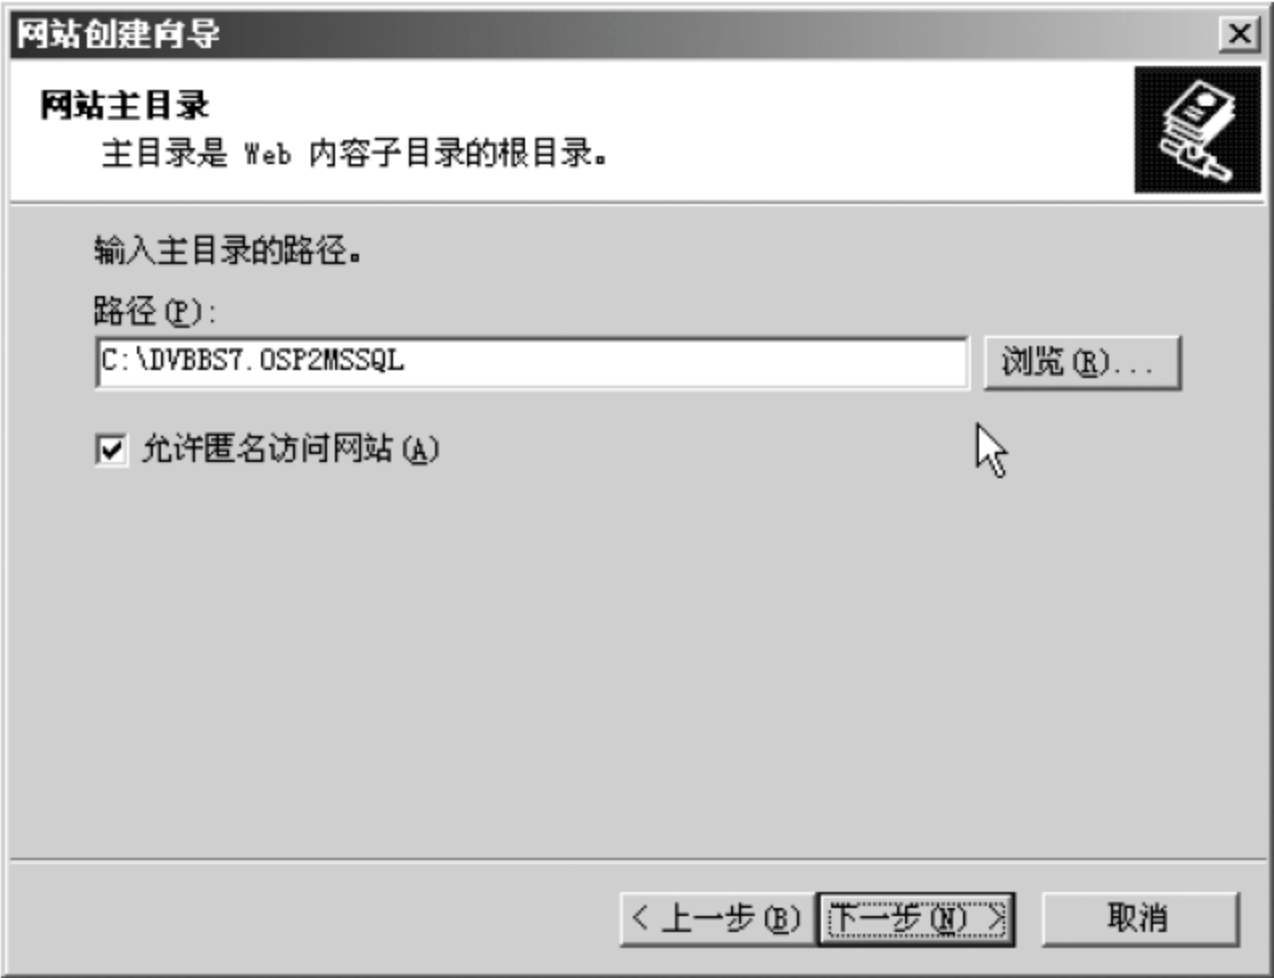 网站创建向导
网站主目录
主目录是 Web 内容子目录的根目录。
输入主目录的路径。
路径(P):
C:\DVBBS7.0SP2MSSQL
浏览(R)...
允许匿名访问网站(A)
< 上一步(B)
下一步(N) >
取消